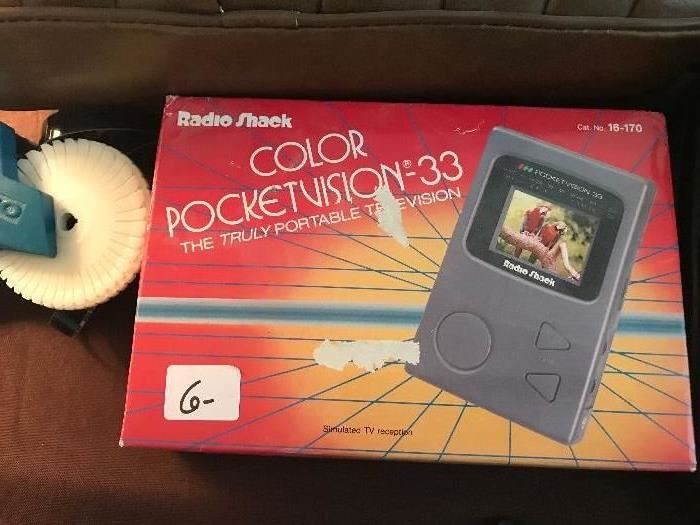 Radio Shack
Cat. No. 16-170
COLOR
POCKETVISION®-33
THE TRULY PORTABLE TELEVISION
POCKETVISION 33
Radio Shack
6-
Simulated TV reception